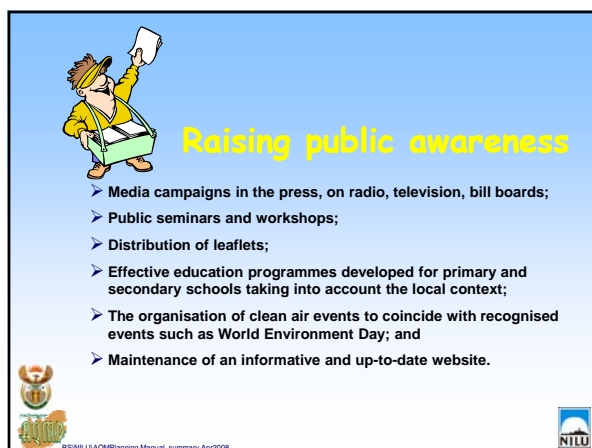 Raising public awareness
➢ Media campaigns in the press, on radio, television, bill boards;
➢ Public seminars and workshops;
➢ Distribution of leaflets;
➢ Effective education programmes developed for primary and
secondary schools taking into account the local context;
➢ The organisation of clean air events to coincide with recognised
events such as World Environment Day; and
➢ Maintenance of an informative and up-to-date website.
AQMP
NILU